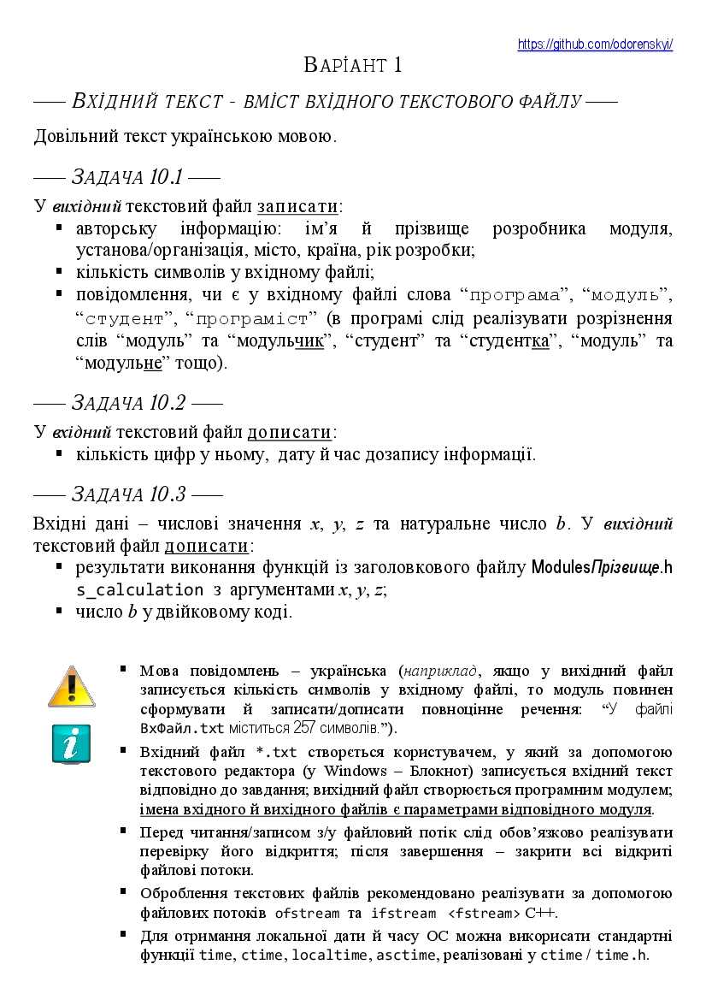 https://github.com/odorenskyi/
ВАРІАНТ 1
—— ВХІДНИЙ ТЕКСТ - ВМІСТ ВХІДНОГО ТЕКСТОВОГО ФАЙЛУ ——
Довільний текст українською мовою.
—— ЗАДАЧА 10.1 ——
У вихідний текстовий файл записати:
▪ авторську інформацію: ім’я й прізвище розробника модуля,
установа/організація, місто, країна, рік розробки;
▪ кількість символів у вхідному файлі;
▪ повідомлення, чи є у вхідному файлі слова “програма”, “модуль”,
“студент”, “програміст” (в програмі слід реалізувати розрізнення
слів “модуль” та “модульчик”, “студент” та “студентка”, “модуль” та
“модульне” тощо).
—— ЗАДАЧА 10.2 ——
У вхідний текстовий файл дописати:
▪ кількість цифр у ньому, дату й час дозапису інформації.
—— ЗАДАЧА 10.3 ——
Вхідні дані – числові значення x, y, z та натуральне число b. У вихідний
текстовий файл дописати:
▪ результати виконання функцій із заголовкового файлу ModulesПрізвище.h
s_calculation з аргументами x, y, z;
▪ число b у двійковому коді.
▪ Мова повідомлень – українська (наприклад, якщо у вихідний файл
записується кількість символів у вхідному файлі, то модуль повинен
сформувати й записати/дописати повноцінне речення: “У файлі
ВхФайл.txt міститься 257 символів.”).
▪ Вхідний файл *.txt створється користувачем, у який за допомогою
текстового редактора (у Windows – Блокнот) записується вхідний текст
відповідно до завдання; вихідний файл створюється програмним модулем;
імена вхідного й вихідного файлів є параметрами відповідного модуля.
▪ Перед читання/записом з/у файловий потік слід обов’язково реалізувати
перевірку його відкриття; після завершення – закрити всі відкриті
файлові потоки.
▪ Оброблення текстових файлів рекомендовано реалізувати за допомогою
файлових потоків ofstream та ifstream <fstream> C++.
▪ Для отримання локальної дати й часу ОС можна викорисати стандартні
функції time, ctime, localtime, asctime, реалізовані у ctime / time.h.